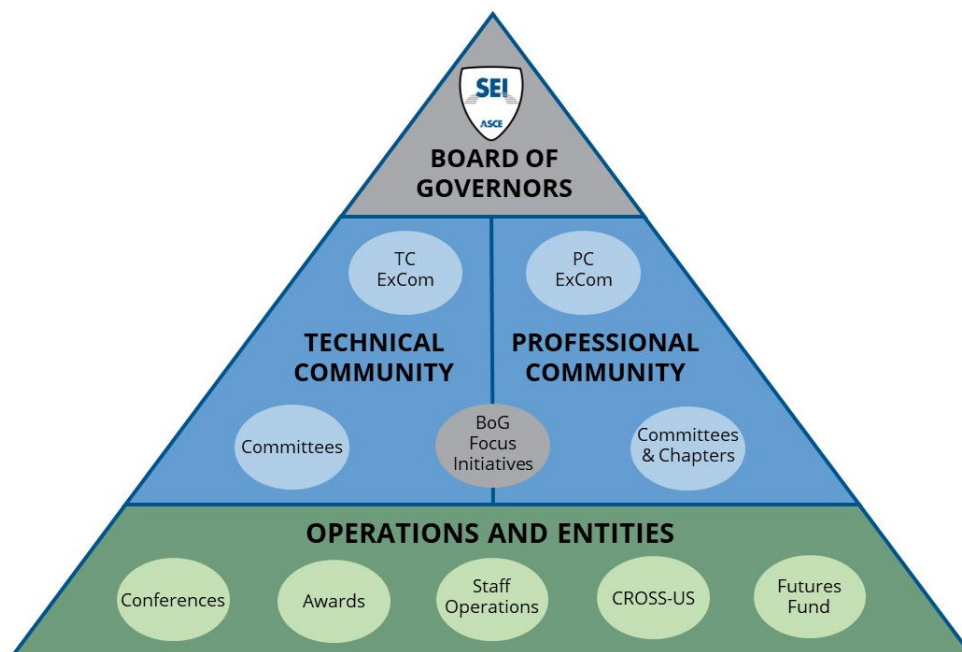 SEI
ASCE
BOARD OF
GOVERNORS
TC
ExCom
PC
ExCom
TECHNICAL
COMMUNITY
PROFESSIONAL
COMMUNITY
Committees
BoG
Focus
Initiatives
Committees
& Chapters
OPERATIONS AND ENTITIES
Conferences
Awards
Staff
Operations
CROSS-US
Futures
Fund